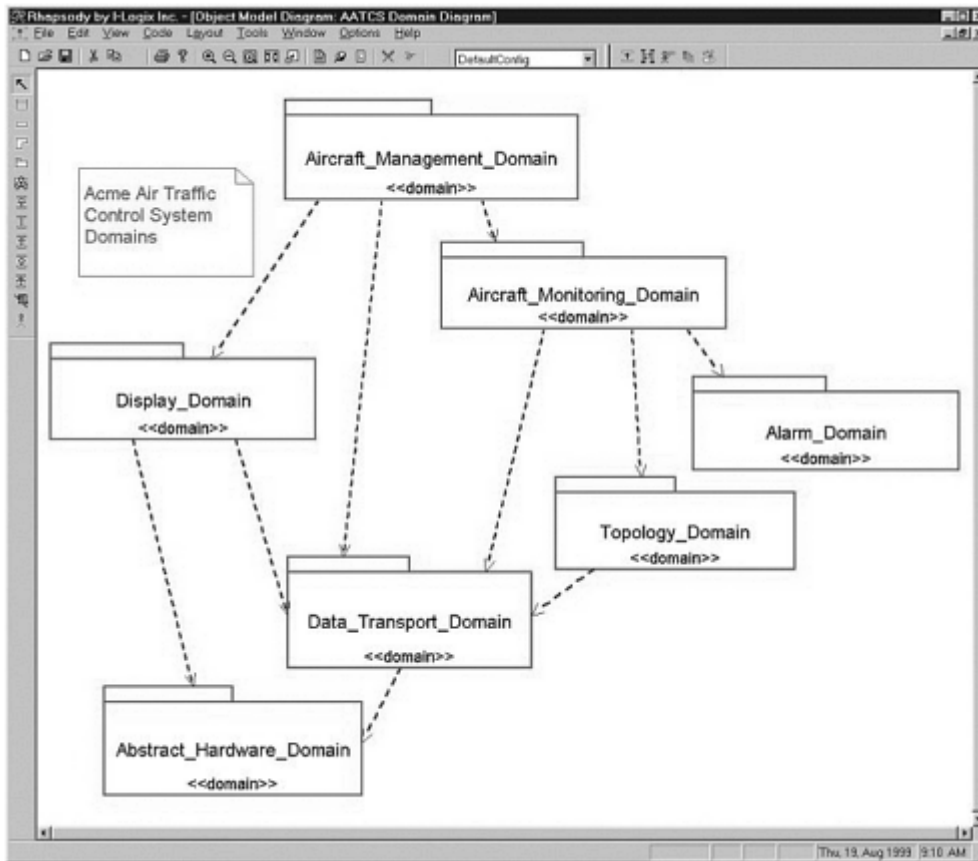 Rhapsody by I-Logix Inc. - [Object Model Diagram: AATCS Domain Diagram]
File Edit View Code Layout Tools Window Options Help
DefaultConfig
Aircraft_Management_Domain
<<domain>>
Acme Air Traffic
Control System
Domains
Aircraft_Monitoring_Domain
<<domain>>
Display_Domain
<<domain>>
Alarm_Domain
<<domain>>
Topology_Domain
<<domain>>
Data_Transport_Domain
<<domain>>
Abstract_Hardware_Domain
<<domain>>
Thu, 19, Aug 1999 9:10 AM